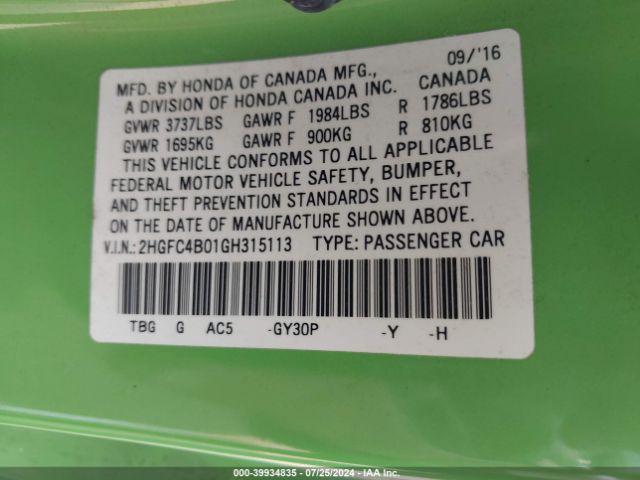 09/'16
MFD. BY HONDA OF CANADA MFG., CANADA
A DIVISION OF HONDA CANADA INC.
GVWR 3737LBS GAWR F 1984LBS R 1786LBS
GVWR 1695KG GAWR F 900KG R 810KG
THIS VEHICLE CONFORMS TO ALL APPLICABLE
FEDERAL MOTOR VEHICLE SAFETY, BUMPER,
AND THEFT PREVENTION STANDARDS IN EFFECT
ON THE DATE OF MANUFACTURE SHOWN ABOVE.
V.I.N.: 2HGFC4B01GH315113 TYPE: PASSENGER CAR
TBG G AC5 -GY30P -Y -H
000-39934835 - 07/25/2024 - IAA Inc.